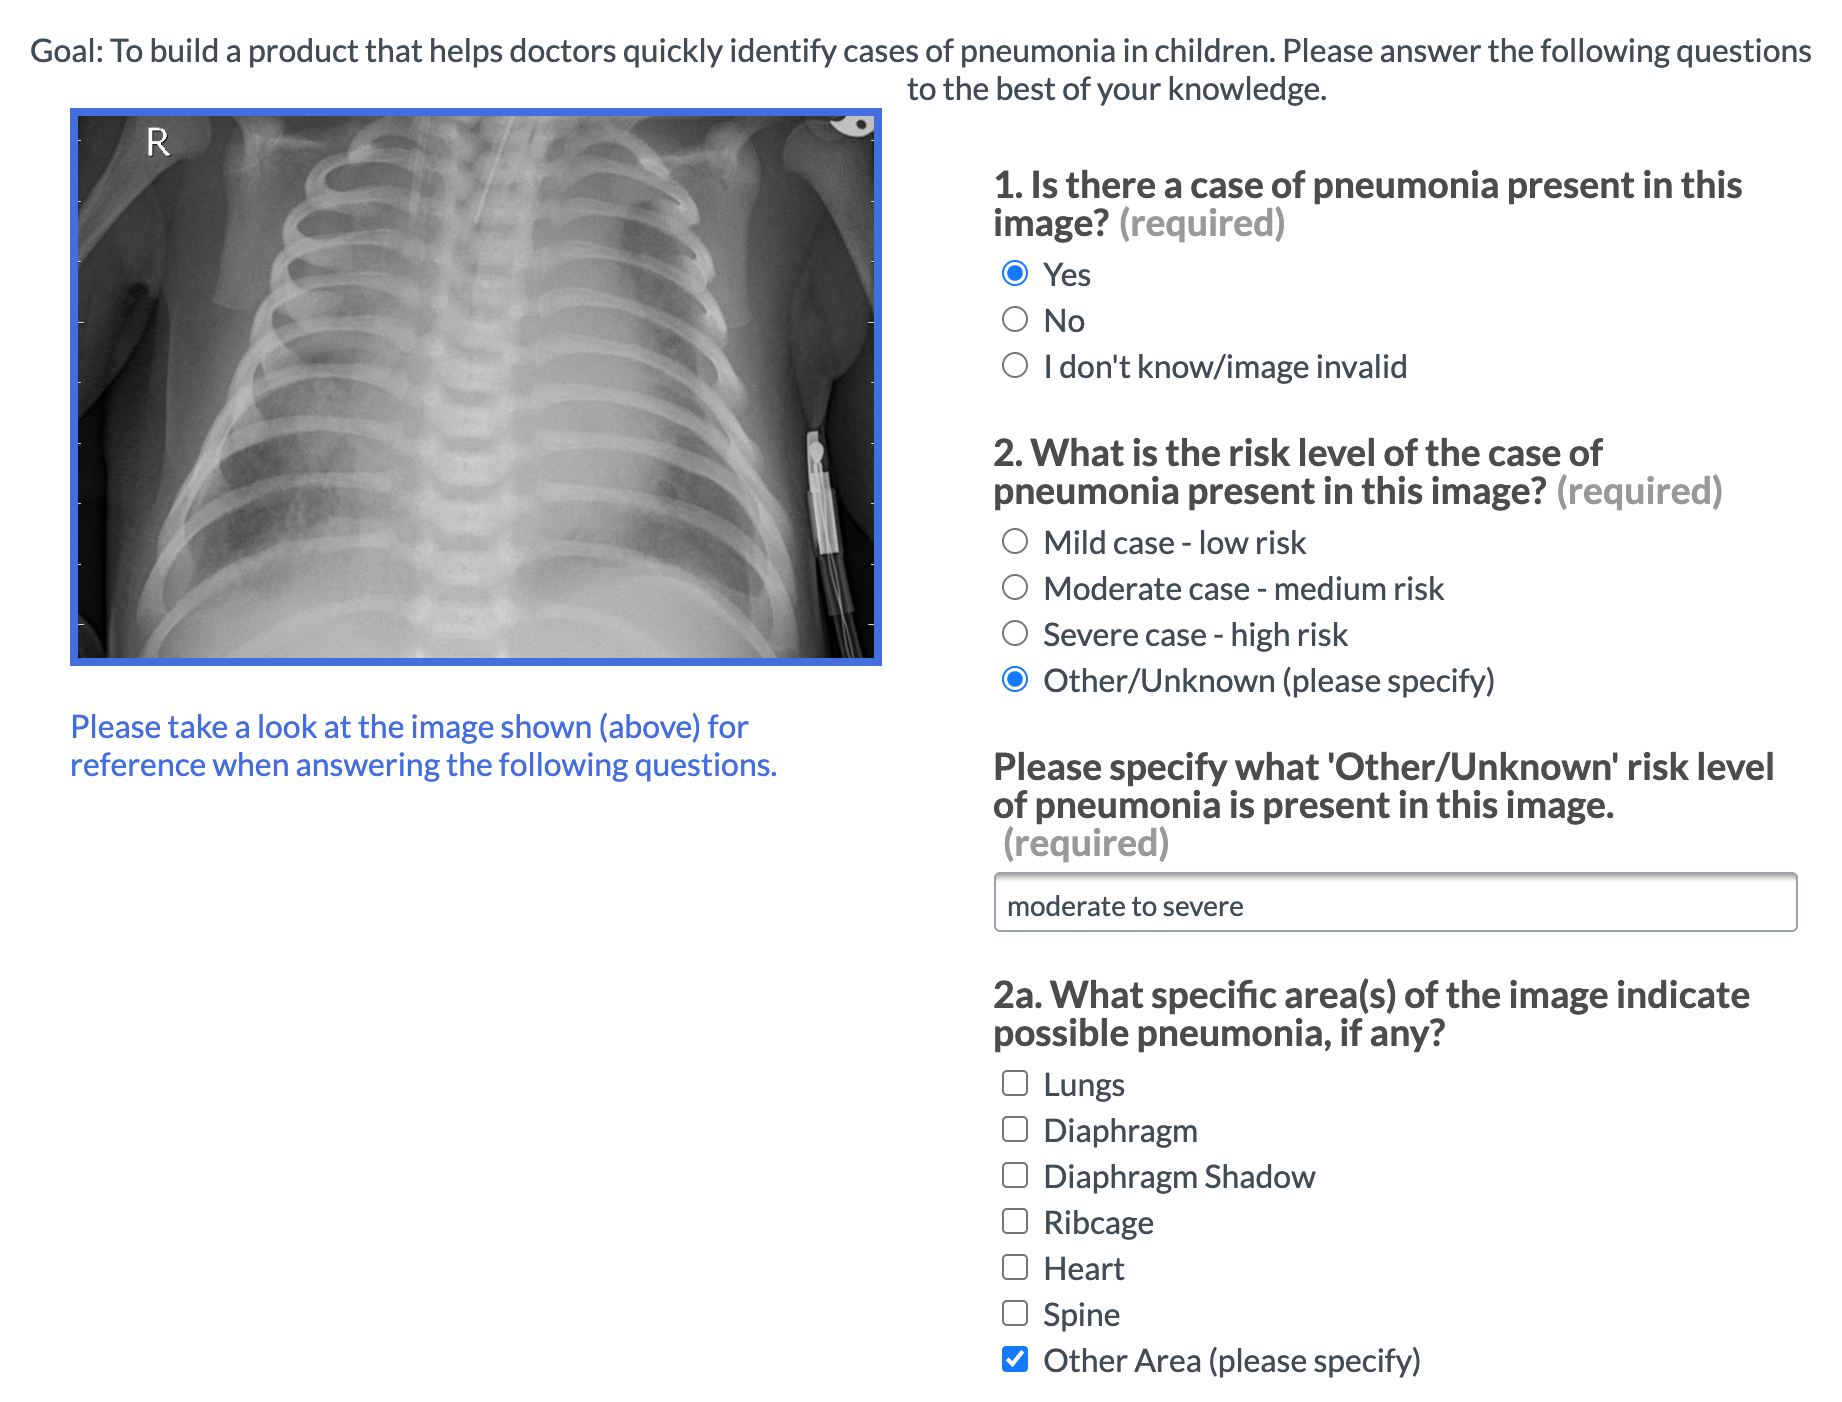 Goal: To build a product that helps doctors quickly identify cases of pneumonia in children. Please answer the following questions
to the best of your knowledge.
R
Please take a look at the image shown (above) for
reference when answering the following questions.
1. Is there a case of pneumonia present in this
image? (required)
Yes
No
I don't know/image invalid
2. What is the risk level of the case of
pneumonia present in this image? (required)
Mild case - low risk
Moderate case - medium risk
Severe case - high risk
Other/Unknown (please specify)
Please specify what 'Other/Unknown' risk level
of pneumonia is present in this image.
(required)
moderate to severe
2a. What specific area(s) of the image indicate
possible pneumonia, if any?
Lungs
Diaphragm
Diaphragm Shadow
Ribcage
Heart
Spine
Other Area (please specify)